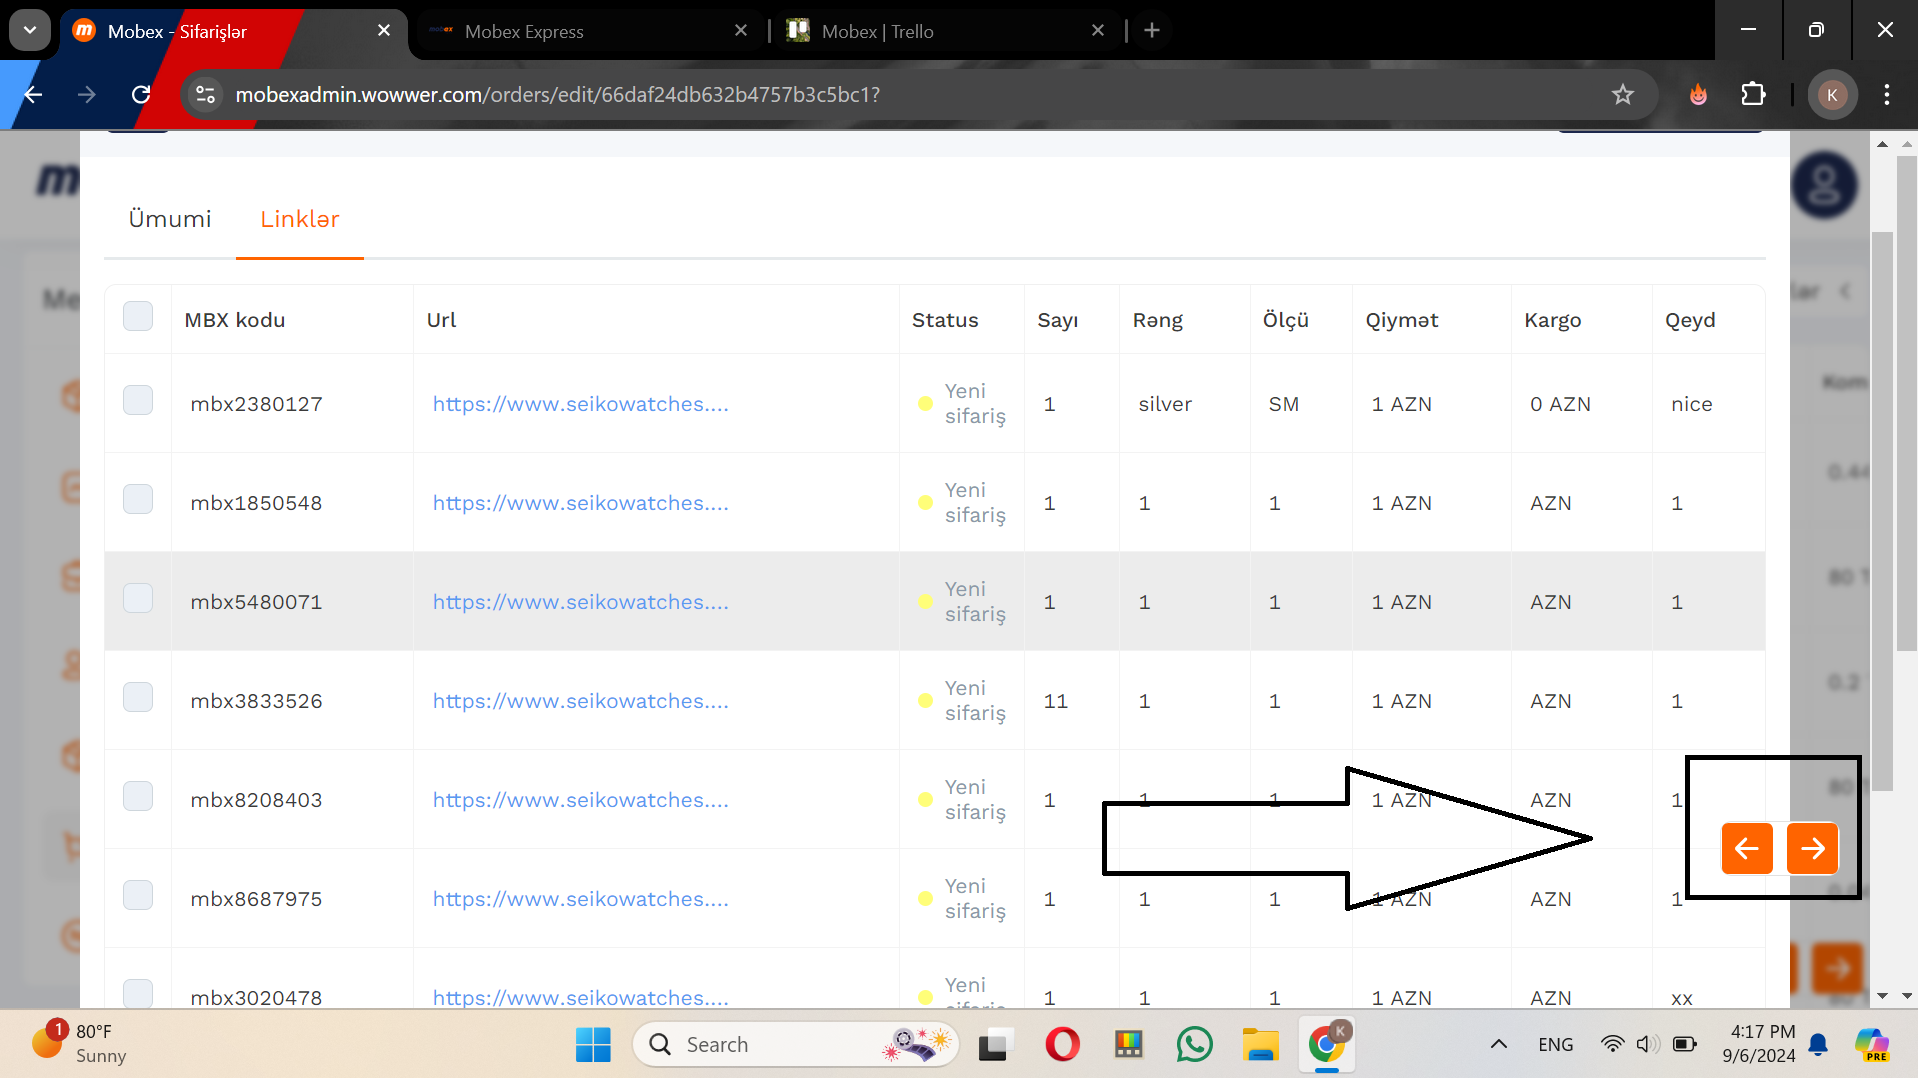 Mobex - Sifarişlər
Mobex Express
Mobex | Trello
mobexadmin.wowwer.com/orders/edit/66daf24db632b4757b3c5bc1?
K
Ümumi Linklər
MBX kodu Url Status Sayı Rəng Ölçü Qiymət Kargo Qeyd
mbx2380127 https://www.seikowatches.... Yeni sifariş 1 silver SM 1 AZN 0 AZN nice
mbx1850548 https://www.seikowatches.... Yeni sifariş 1 1 1 1 AZN AZN 1
mbx5480071 https://www.seikowatches.... Yeni sifariş 1 1 1 1 AZN AZN 1
mbx3833526 https://www.seikowatches.... Yeni sifariş 11 1 1 1 AZN AZN 1
mbx8208403 https://www.seikowatches.... Yeni sifariş 1 1 1 1 AZN AZN 1
mbx8687975 https://www.seikowatches.... Yeni sifariş 1 1 1 1 AZN AZN 1
mbx3020478 https://www.seikowatches.... Yeni sifariş 1 1 1 1 AZN AZN xx
1
80°F
Sunny
Search
K
ENG
4:17 PM
9/6/2024
PRE